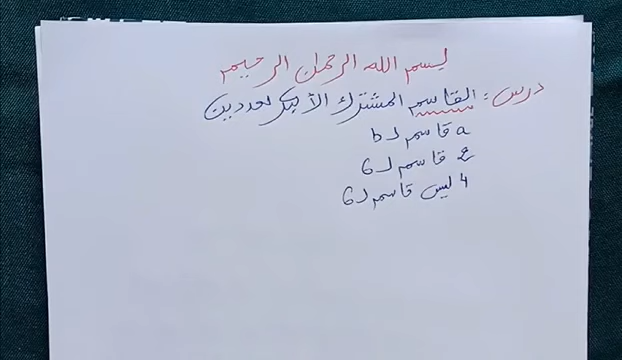 بسم الله الرحمان الرحيم
درس: القاسم المشترك الأكبر لعددين
a قاسم لـ b
2 قاسم لـ 6
4 ليس قاسم لـ 6